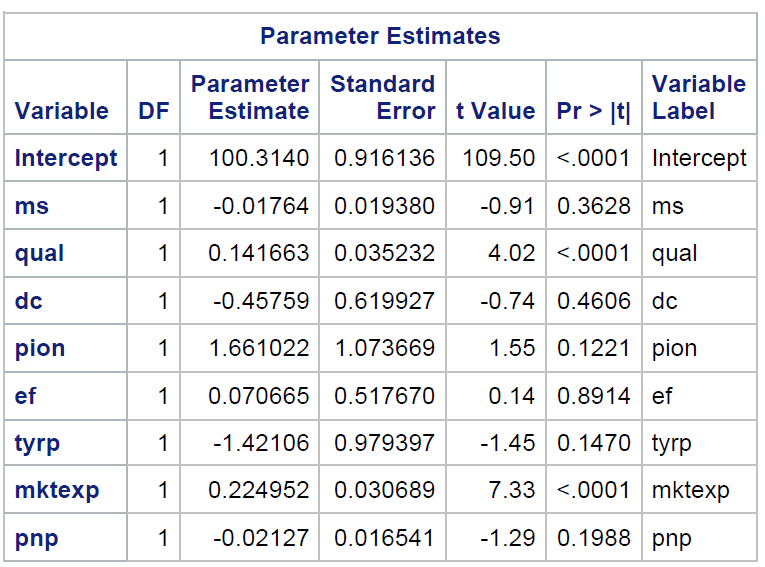 Parameter Estimates
Variable DF Parameter Estimate Standard Error t Value Pr > |t| Variable Label
Intercept 1 100.3140 0.916136 109.50 <.0001 Intercept
ms 1 -0.01764 0.019380 -0.91 0.3628 ms
qual 1 0.141663 0.035232 4.02 <.0001 qual
dc 1 -0.45759 0.619927 -0.74 0.4606 dc
pion 1 1.661022 1.073669 1.55 0.1221 pion
ef 1 0.070665 0.517670 0.14 0.8914 ef
tyrp 1 -1.42106 0.979397 -1.45 0.1470 tyrp
mktexp 1 0.224952 0.030689 7.33 <.0001 mktexp
pnp 1 -0.02127 0.016541 -1.29 0.1988 pnp